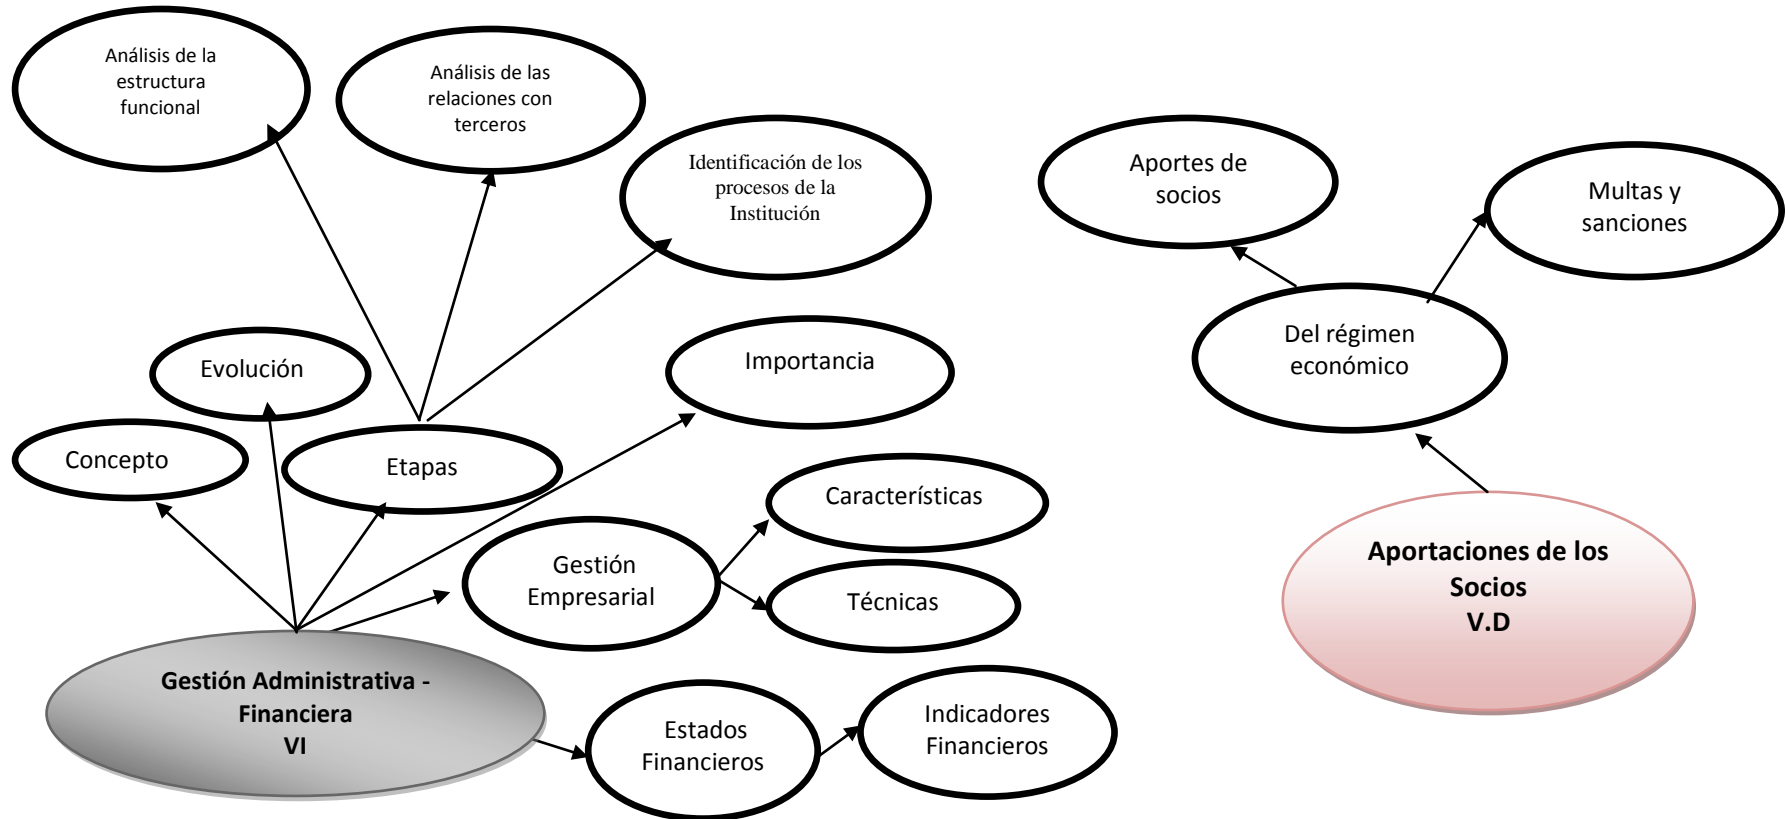 Análisis de la
estructura
funcional
Análisis de las
relaciones con
terceros
Identificación de los
procesos de la
Institución
Aportes de
socios
Multas y
sanciones
Del régimen
económico
Importancia
Evolución
Concepto
Etapas
Características
Gestión
Empresarial
Técnicas
Aportaciones de los
Socios
V.D
Gestión Administrativa -
Financiera
VI
Estados
Financieros
Indicadores
Financieros